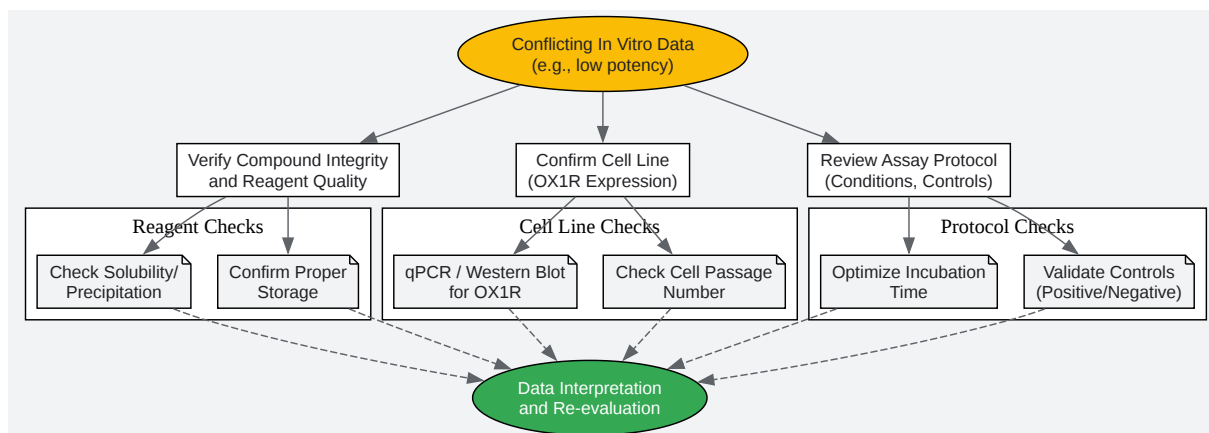 Conflicting In Vitro Data
(e.g., low potency)
Verify Compound Integrity
and Reagent Quality
Confirm Cell Line
(OX1R Expression)
Review Assay Protocol
(Conditions, Controls)
Reagent Checks
Cell Line Checks
Protocol Checks
Check Solubility/
Precipitation
Confirm Proper
Storage
qPCR / Western Blot
for OX1R
Check Cell Passage
Number
Optimize Incubation
Time
Validate Controls
(Positive/Negative)
Data Interpretation
and Re-evaluation